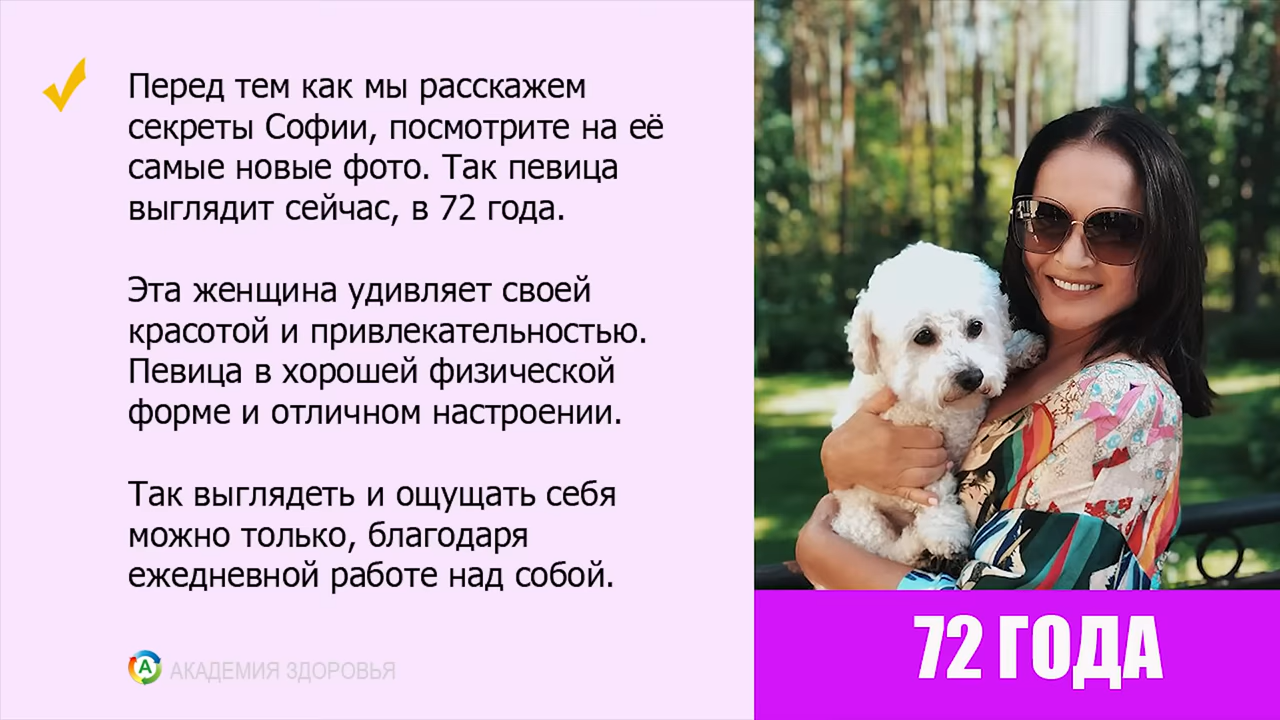 Перед тем как мы расскажем
секреты Софии, посмотрите на её
самые новые фото. Так певица
выглядит сейчас, в 72 года.
Эта женщина удивляет своей
красотой и привлекательностью.
Певица в хорошей физической
форме и отличном настроении.
Так выглядеть и ощущать себя
можно только, благодаря
ежедневной работе над собой.
А АКАДЕМИЯ ЗДОРОВЬЯ
72 ГОДА